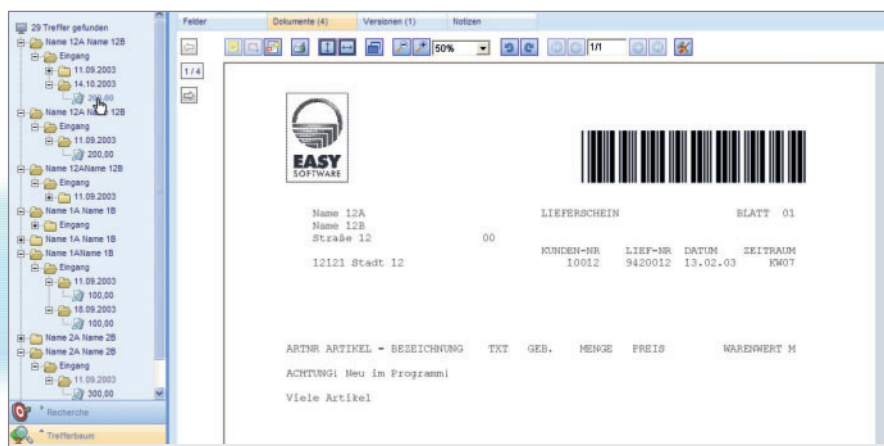 29 Treffer gefunden
Name 12A Name 12B
Eingang
11.09.2003
14.10.2003
200,00
Name 12A Name 12B
Eingang
11.09.2003
200,00
Name 12AName 12B
Eingang
11.09.2003
Name 1A Name 1B
Eingang
Name 1A Name 1B
Name 1AName 1B
Eingang
11.09.2003
100,00
18.09.2003
100,00
Name 2A Name 2B
Name 2A Name 2B
Eingang
11.09.2003
300,00
Recherche
Trefferbaum
Felder Dokumente (4) Versionen (1) Notizen
50% 1/1
1/4
EASY
SOFTWARE
Name 12A LIEFERSCHEIN BLATT 01
Name 12B
Straße 12 00
KUNDEN-NR LIEF-NR DATUM ZEITRAUM
12121 Stadt 12 10012 9420012 13.02.03 KW07
ARTNR ARTIKEL - BEZEICHNUNG TXT GEB. MENGE PREIS WARENWERT M
ACHTUNG! Neu im Programm!
Viele Artikel